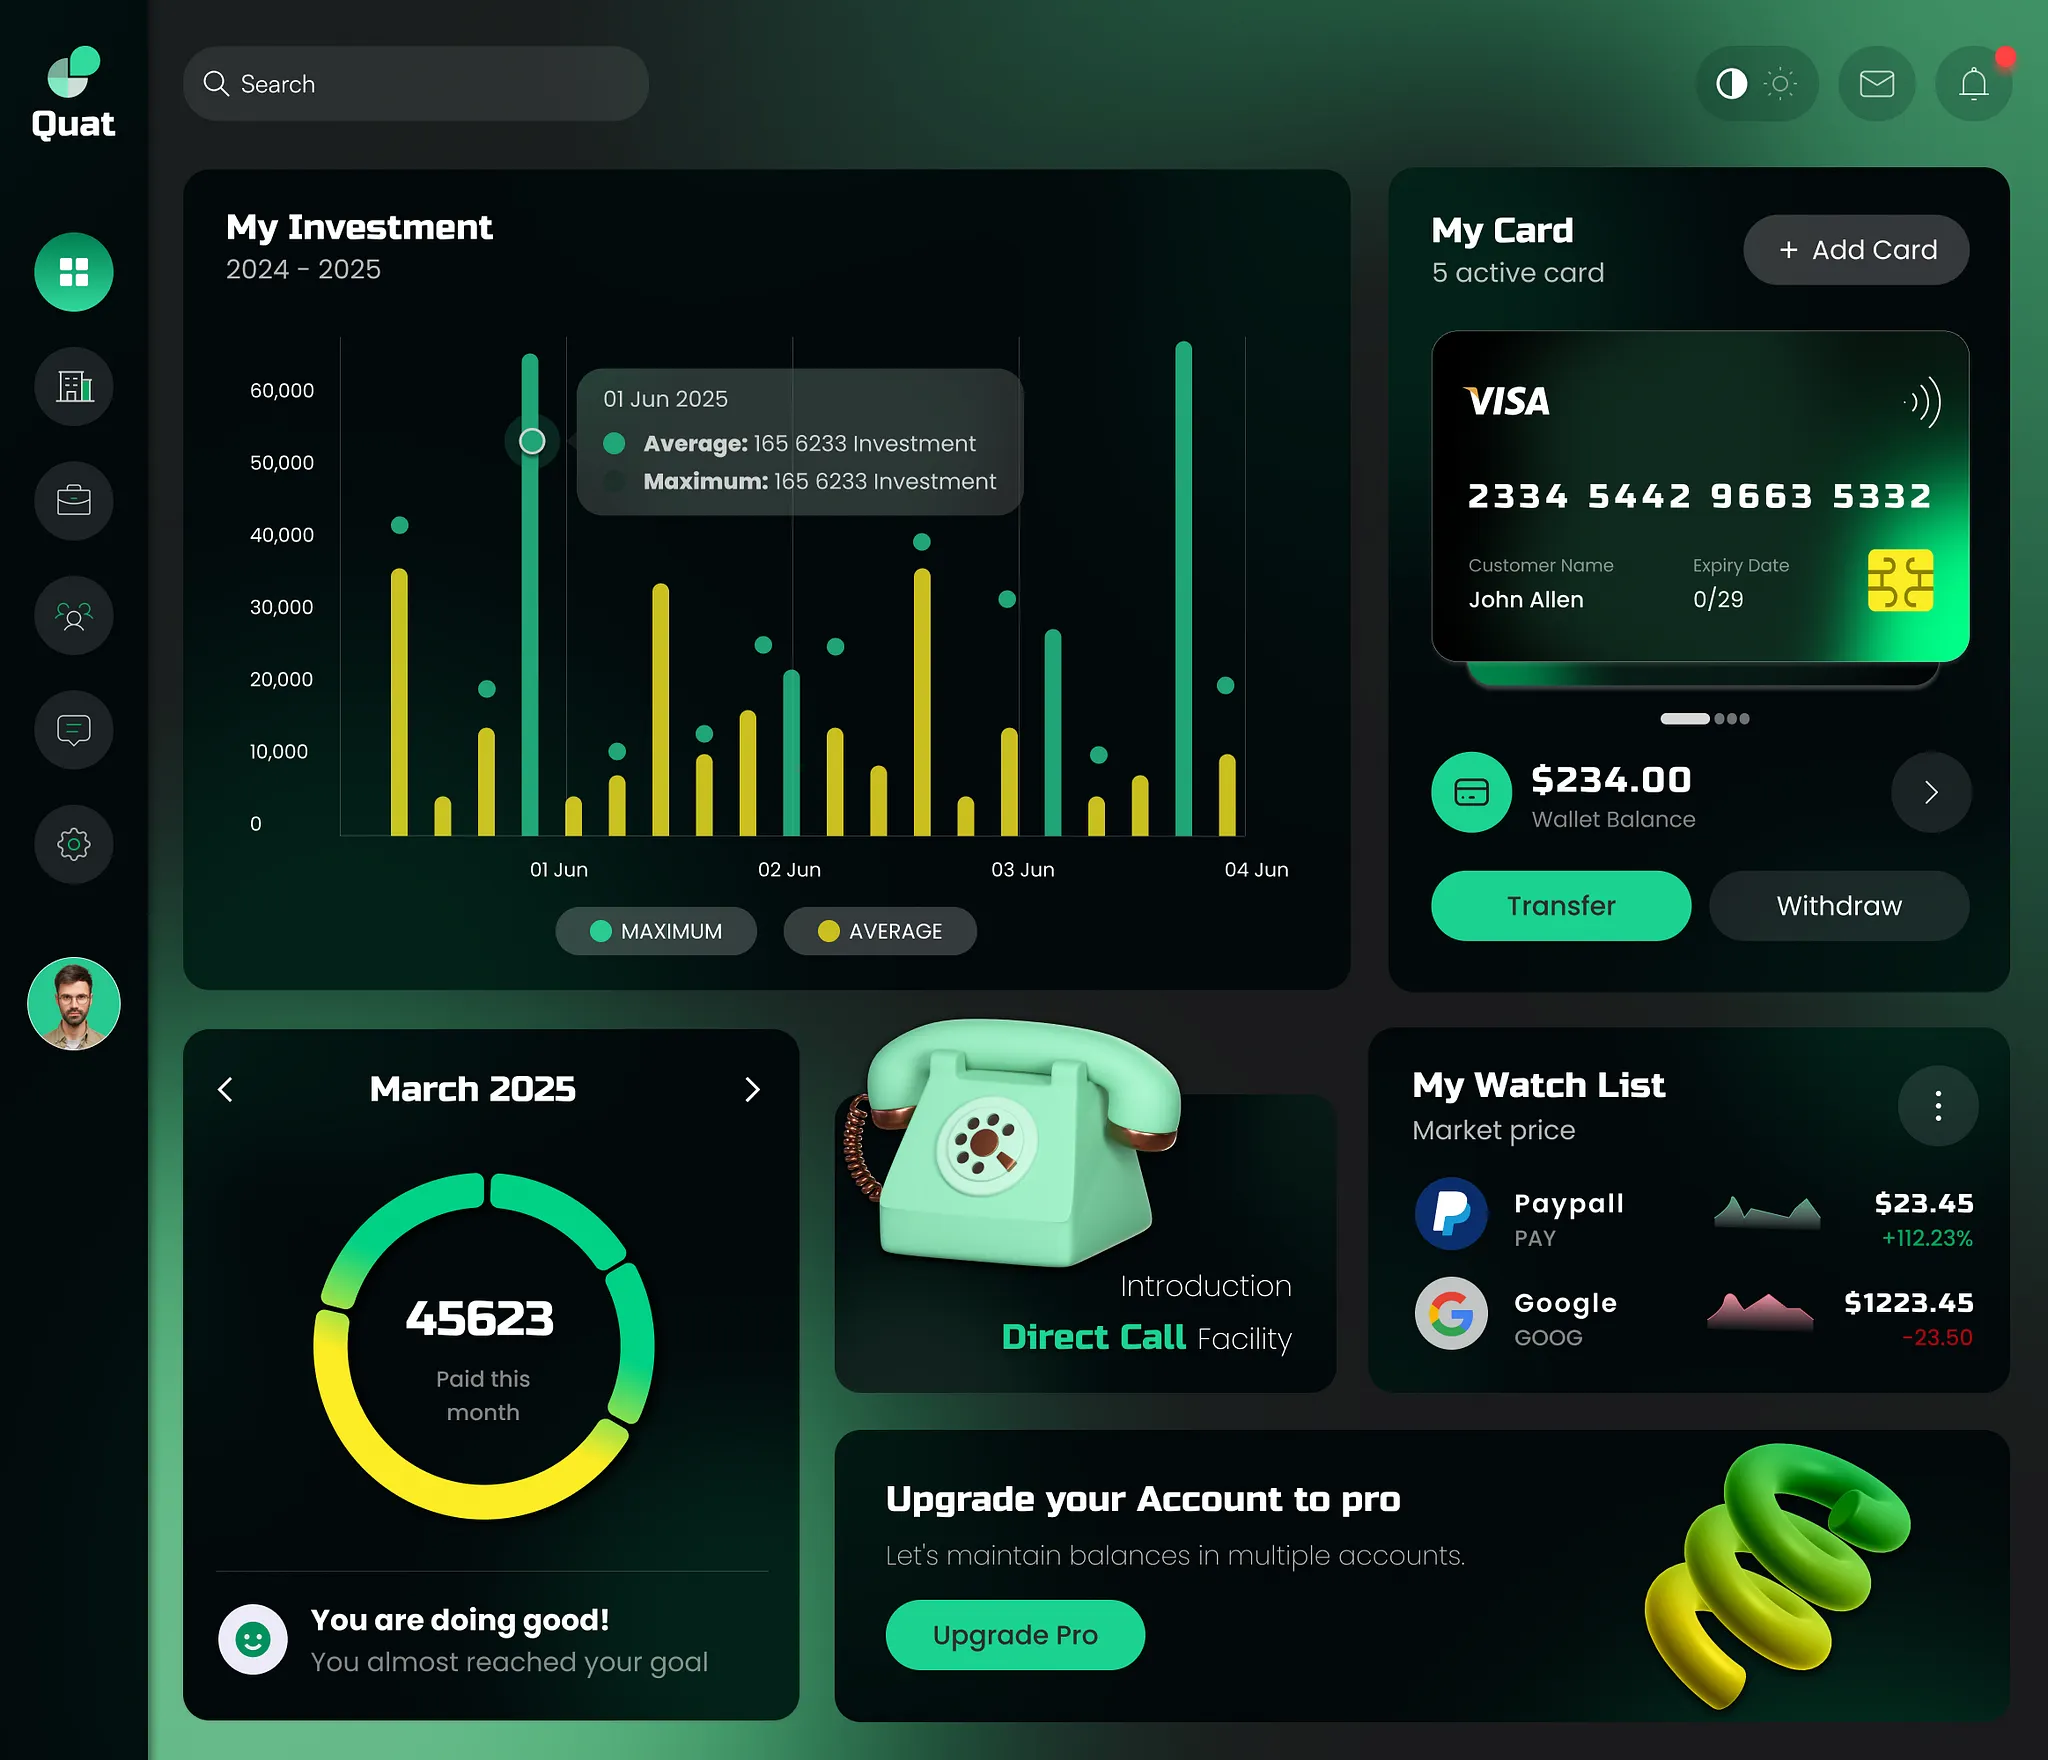 Quat
Search
My Investment
2024 - 2025
60,000
50,000
40,000
30,000
20,000
10,000
0
01 Jun 2025
Average: 165 6233 Investment
Maximum: 165 6233 Investment
01 Jun
02 Jun
03 Jun
04 Jun
MAXIMUM
AVERAGE
My Card
5 active card
+ Add Card
VISA
2334 5442 9663 5332
Customer Name
Expiry Date
John Allen
0/29
$234.00
Wallet Balance
Transfer
Withdraw
March 2025
45623
Paid this
month
You are doing good!
You almost reached your goal
Introduction
Direct Call Facility
My Watch List
Market price
Paypall
$23.45
PAY
+112.23%
Google
$1223.45
GOOG
-23.50
Upgrade your Account to pro
Let's maintain balances in multiple accounts.
Upgrade Pro